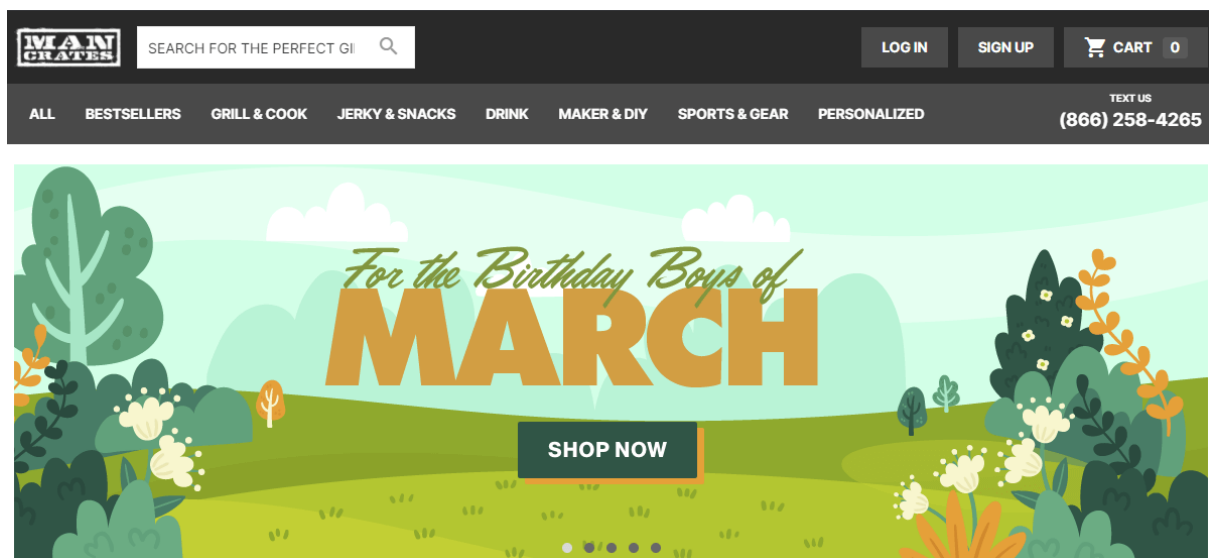 MAN
CRATES
SEARCH FOR THE PERFECT GI
LOG IN
SIGN UP
CART 0
ALL BESTSELLERS GRILL & COOK JERKY & SNACKS DRINK MAKER & DIY SPORTS & GEAR PERSONALIZED
TEXT US
(866) 258-4265
For the Birthday Boys of
MARCH
SHOP NOW